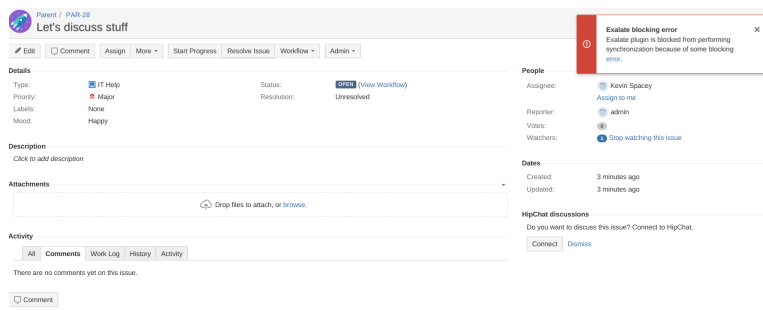 Parent / PAR-28
Let's discuss stuff
Edit Comment Assign More Start Progress Resolve Issue Workflow Admin
Exalate blocking error
Exalate plugin is blocked from performing
synchronization because of some blocking
error.
Details
Type: IT Help Status: OPEN (View Workflow)
Priority: Major Resolution: Unresolved
Labels: None
Mood: Happy
Description
Click to add description
Attachments
Drop files to attach, or browse.
Activity
All Comments Work Log History Activity
There are no comments yet on this issue.
Comment
People
Assignee: Kevin Spacey
Assign to me
Reporter: admin
Votes: 0
Watchers: 1 Stop watching this issue
Dates
Created: 3 minutes ago
Updated: 3 minutes ago
HipChat discussions
Do you want to discuss this issue? Connect to HipChat.
Connect Dismiss